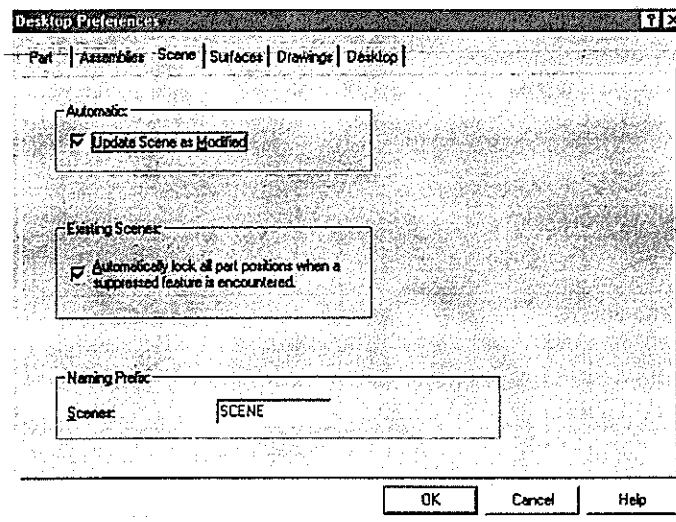 Desktop Preferences
Part Assemblies Scene Surfaces Drawings Desktop
Automatic:
Update Scene as Modified
Existing Scenes:
Automatically lock all part positions when a
suppressed feature is encountered.
Naming Prefix:
Scenes: SCENE
OK Cancel Help